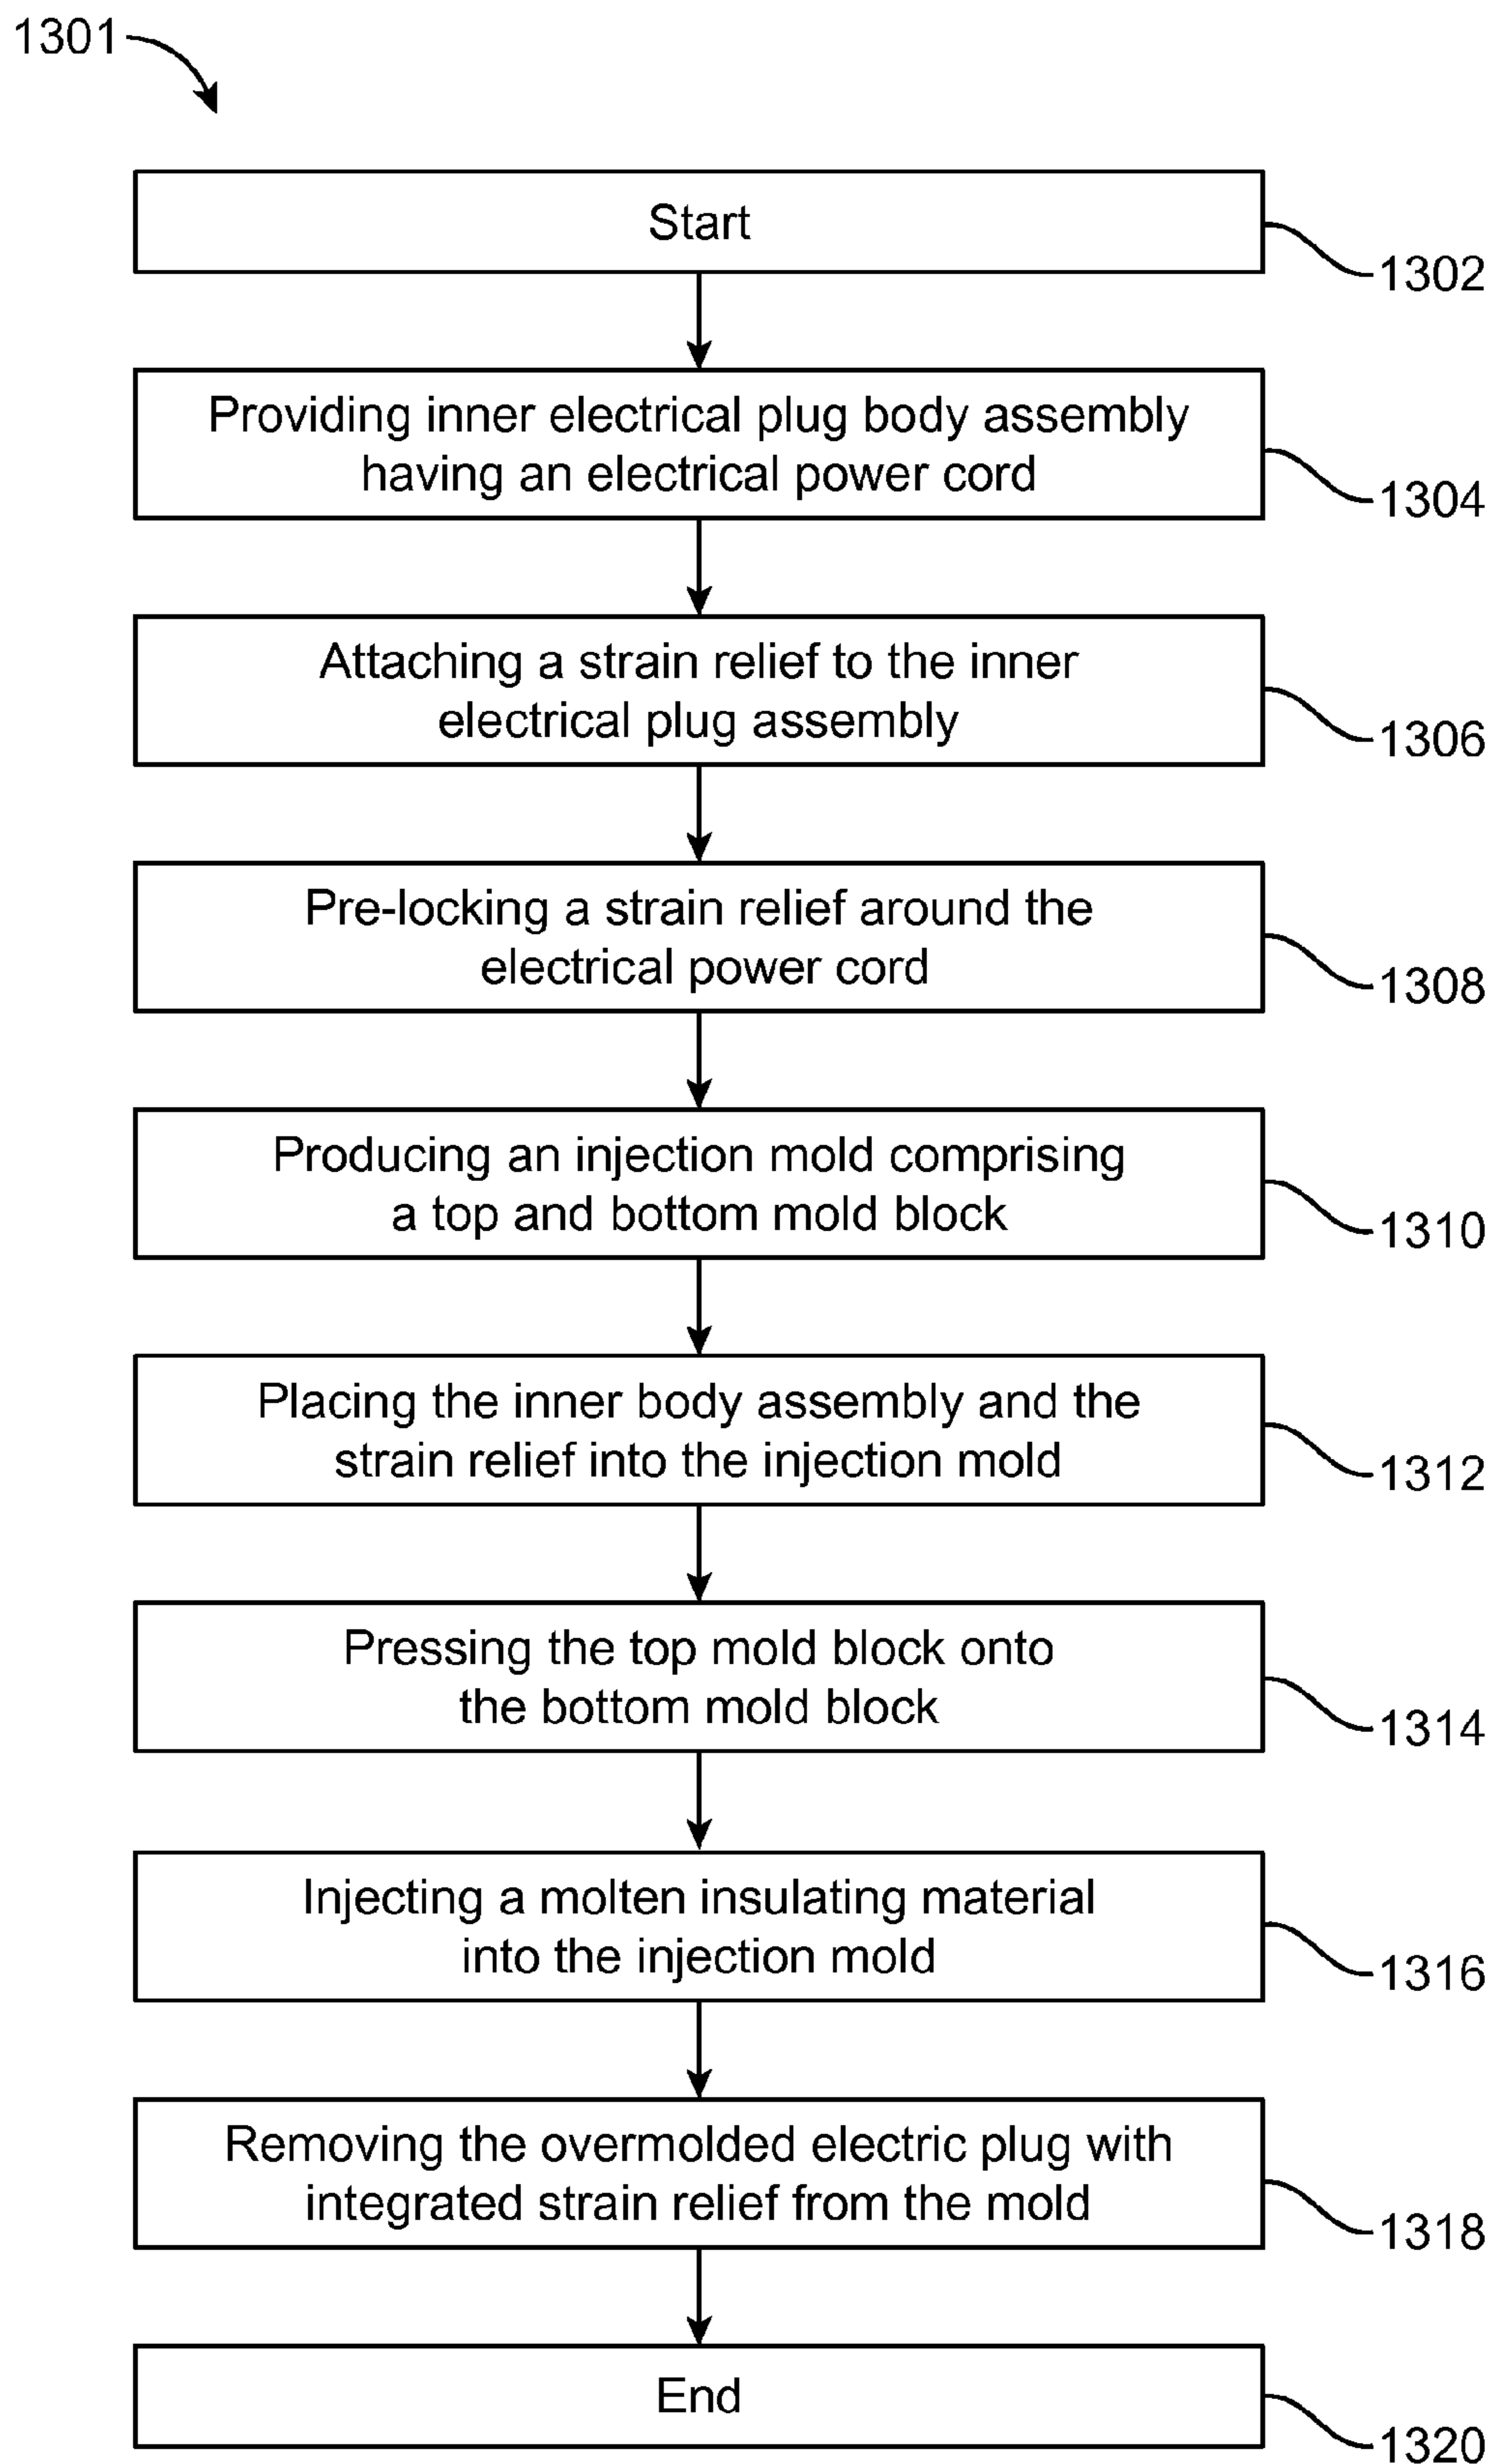 1301
Start
1302
Providing inner electrical plug body assembly
having an electrical power cord
1304
Attaching a strain relief to the inner
electrical plug assembly
1306
Pre-locking a strain relief around the
electrical power cord
1308
Producing an injection mold comprising
a top and bottom mold block
1310
Placing the inner body assembly and the
strain relief into the injection mold
1312
Pressing the top mold block onto
the bottom mold block
1314
Injecting a molten insulating material
into the injection mold
1316
Removing the overmolded electric plug with
integrated strain relief from the mold
1318
End
1320